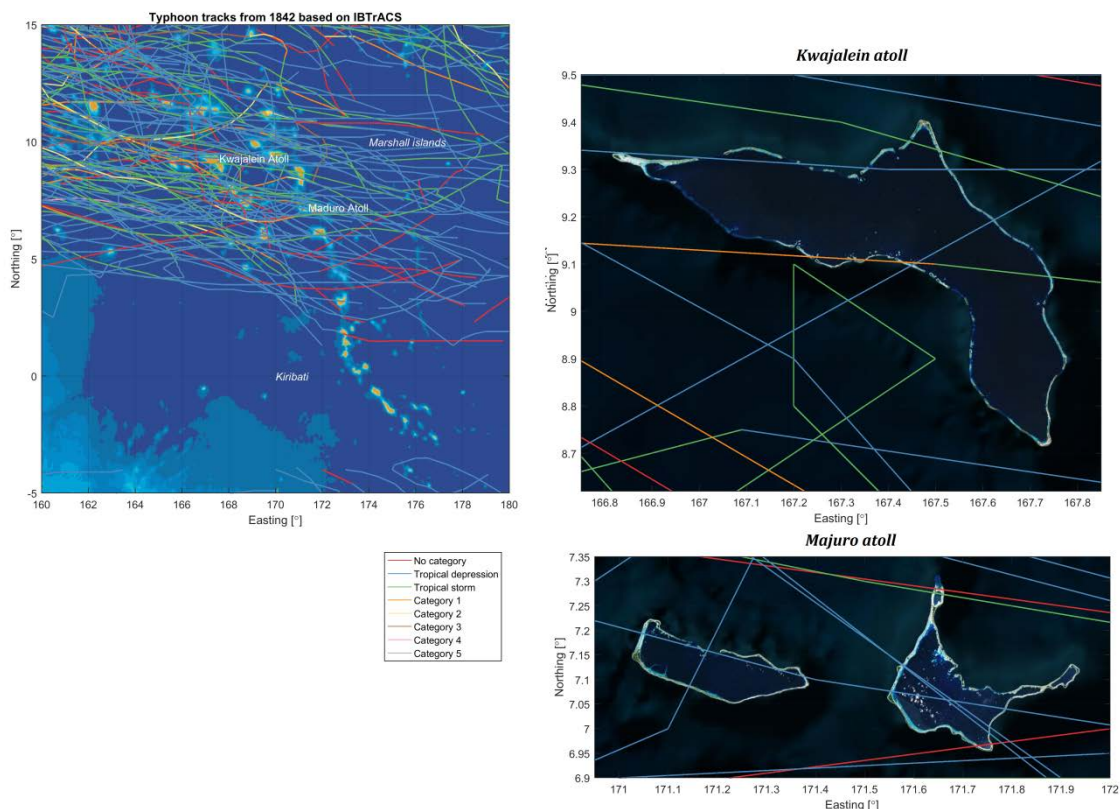 Typhoon tracks from 1842 based on IBTrACS
15
10
5
0
-5
Northing [°]
Marshall islands
Kwajalein Atoll
Maduro Atoll
Kiribati
160 162 164 166 168 170 172 174 176 178 180
Easting [°]
No category
Tropical depression
Tropical storm
Category 1
Category 2
Category 3
Category 4
Category 5
Kwajalein atoll
9.5
9.4
9.3
9.2
9.1
9
8.9
8.8
8.7
Northing [°]
166.8 166.9 167 167.1 167.2 167.3 167.4 167.5 167.6 167.7 167.8
Easting [°]
Majuro atoll
7.35
7.3
7.25
7.2
7.15
7.1
7.05
7
6.95
6.9
Northing [°]
171 171.1 171.2 171.3 171.4 171.5 171.6 171.7 171.8 171.9 172
Easting [°]